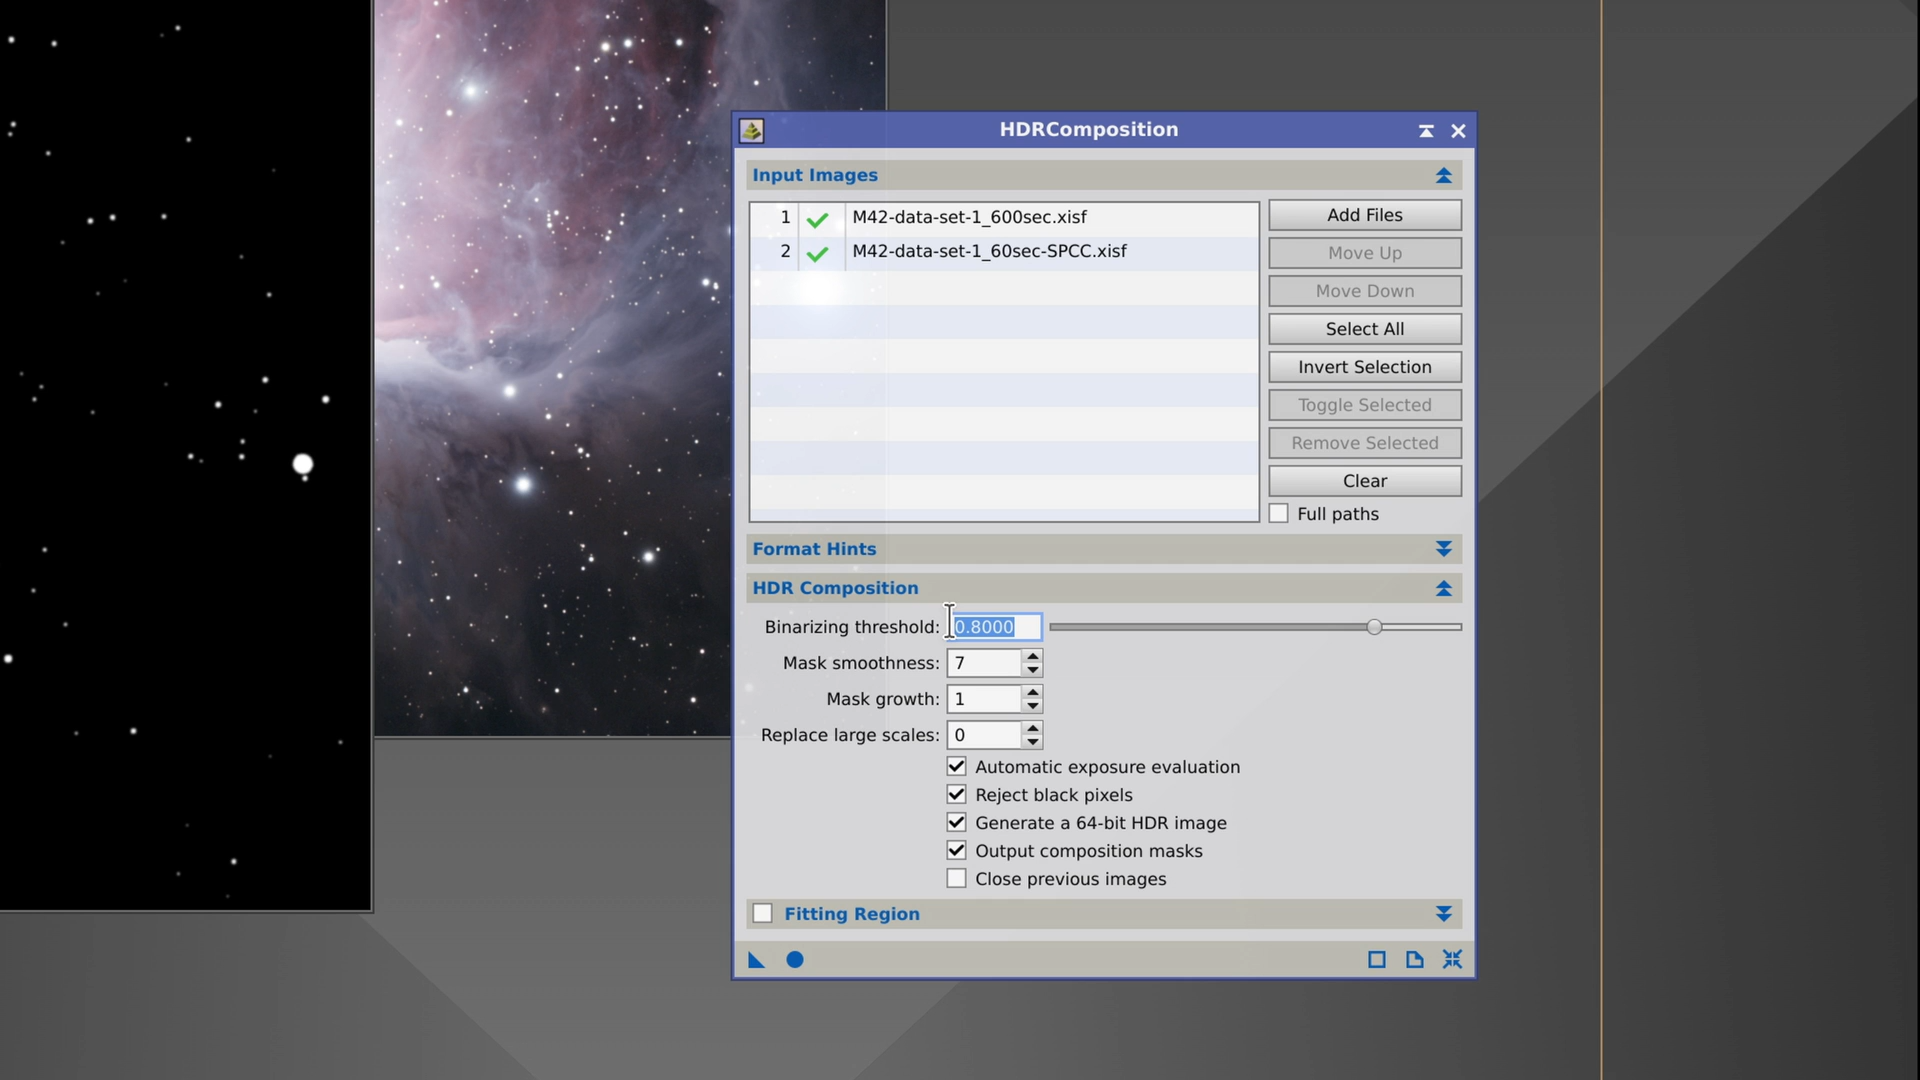 HDRComposition
Input Images
1 M42-data-set-1_600sec.xisf
2 M42-data-set-1_60sec-SPCC.xisf
Add Files
Move Up
Move Down
Select All
Invert Selection
Toggle Selected
Remove Selected
Clear
Full paths
Format Hints
HDR Composition
Binarizing threshold: 0.8000
Mask smoothness: 7
Mask growth: 1
Replace large scales: 0
Automatic exposure evaluation
Reject black pixels
Generate a 64-bit HDR image
Output composition masks
Close previous images
Fitting Region